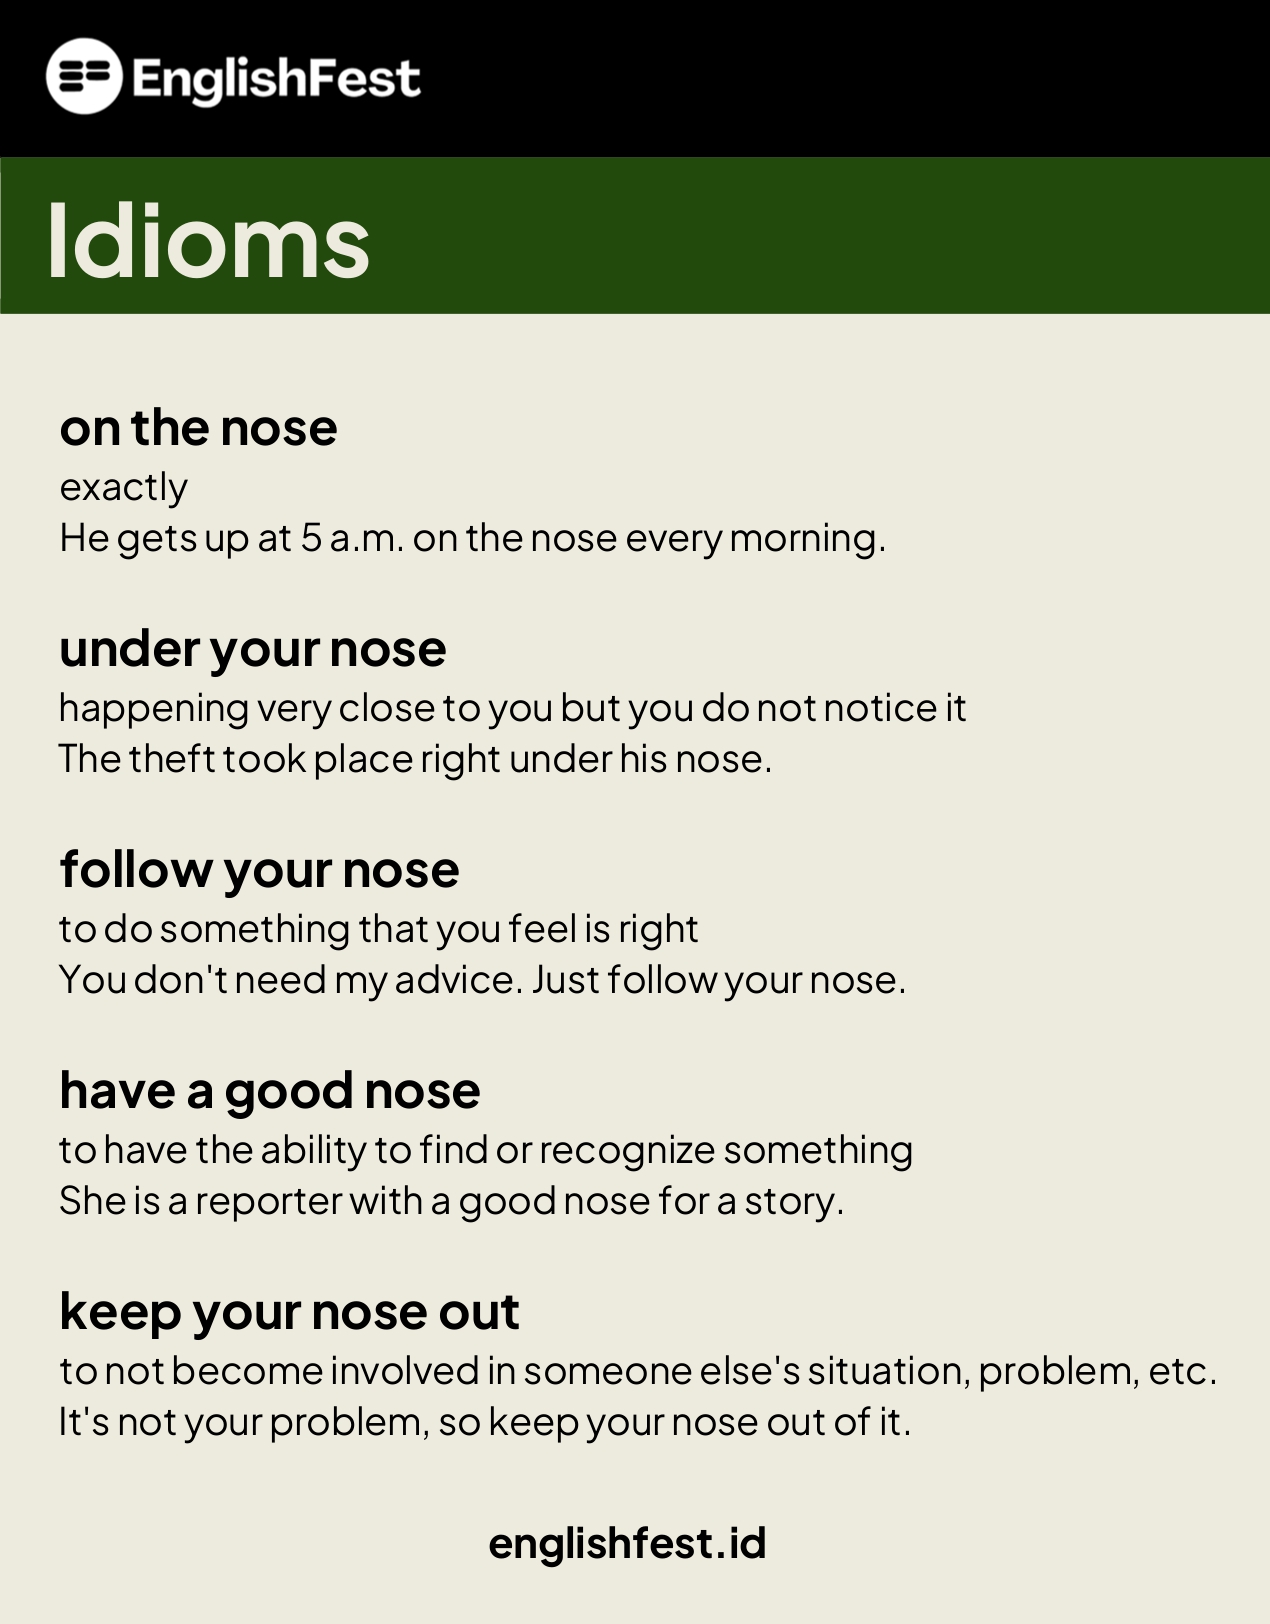 EnglishFest
Idioms
on the nose
exactly
He gets up at 5 a.m. on the nose every morning.
under your nose
happening very close to you but you do not notice it
The theft took place right under his nose.
follow your nose
to do something that you feel is right
You don't need my advice. Just follow your nose.
have a good nose
to have the ability to find or recognize something
She is a reporter with a good nose for a story.
keep your nose out
to not become involved in someone else's situation, problem, etc.
It's not your problem, so keep your nose out of it.
englishfest.id